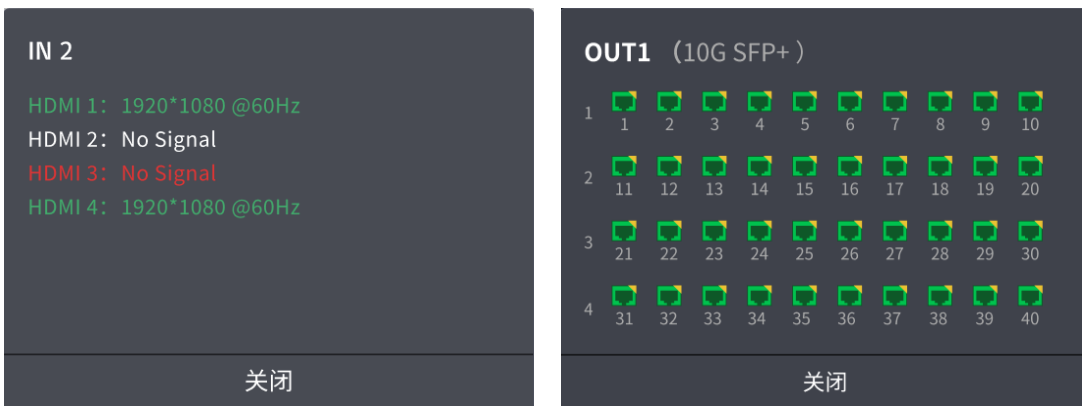 IN 2
HDMI 1：1920*1080 @60Hz
HDMI 2：No Signal
HDMI 3：No Signal
HDMI 4：1920*1080 @60Hz
关闭
OUT1 （10G SFP+ ）
1
1 2 3 4 5 6 7 8 9 10
2
11 12 13 14 15 16 17 18 19 20
3
21 22 23 24 25 26 27 28 29 30
4
31 32 33 34 35 36 37 38 39 40
关闭